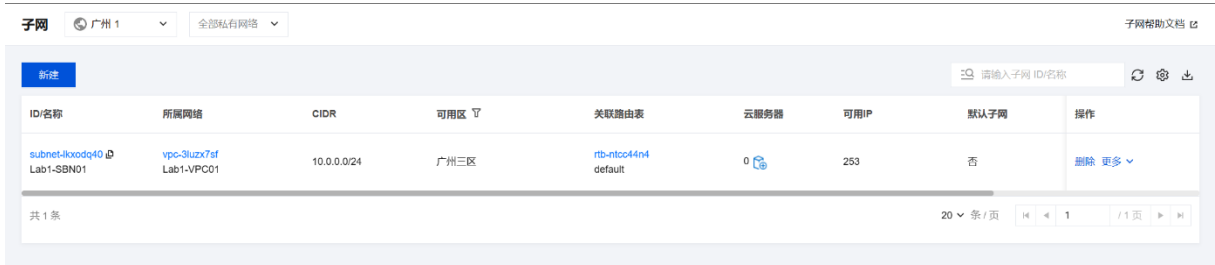 子网 广州 1 全部私有网络 子网帮助文档
新建 请输入子网 ID/名称
ID/名称 所属网络 CIDR 可用区 关联路由表 云服务器 可用IP 默认子网 操作
subnet-lkxodq40 vpc-3luzx7sf 10.0.0.0/24 广州三区 rtb-ntcc44n4 0 253 否 删除 更多
Lab1-SBN01 Lab1-VPC01 default
共 1 条 20 条 / 页 1 / 1 页